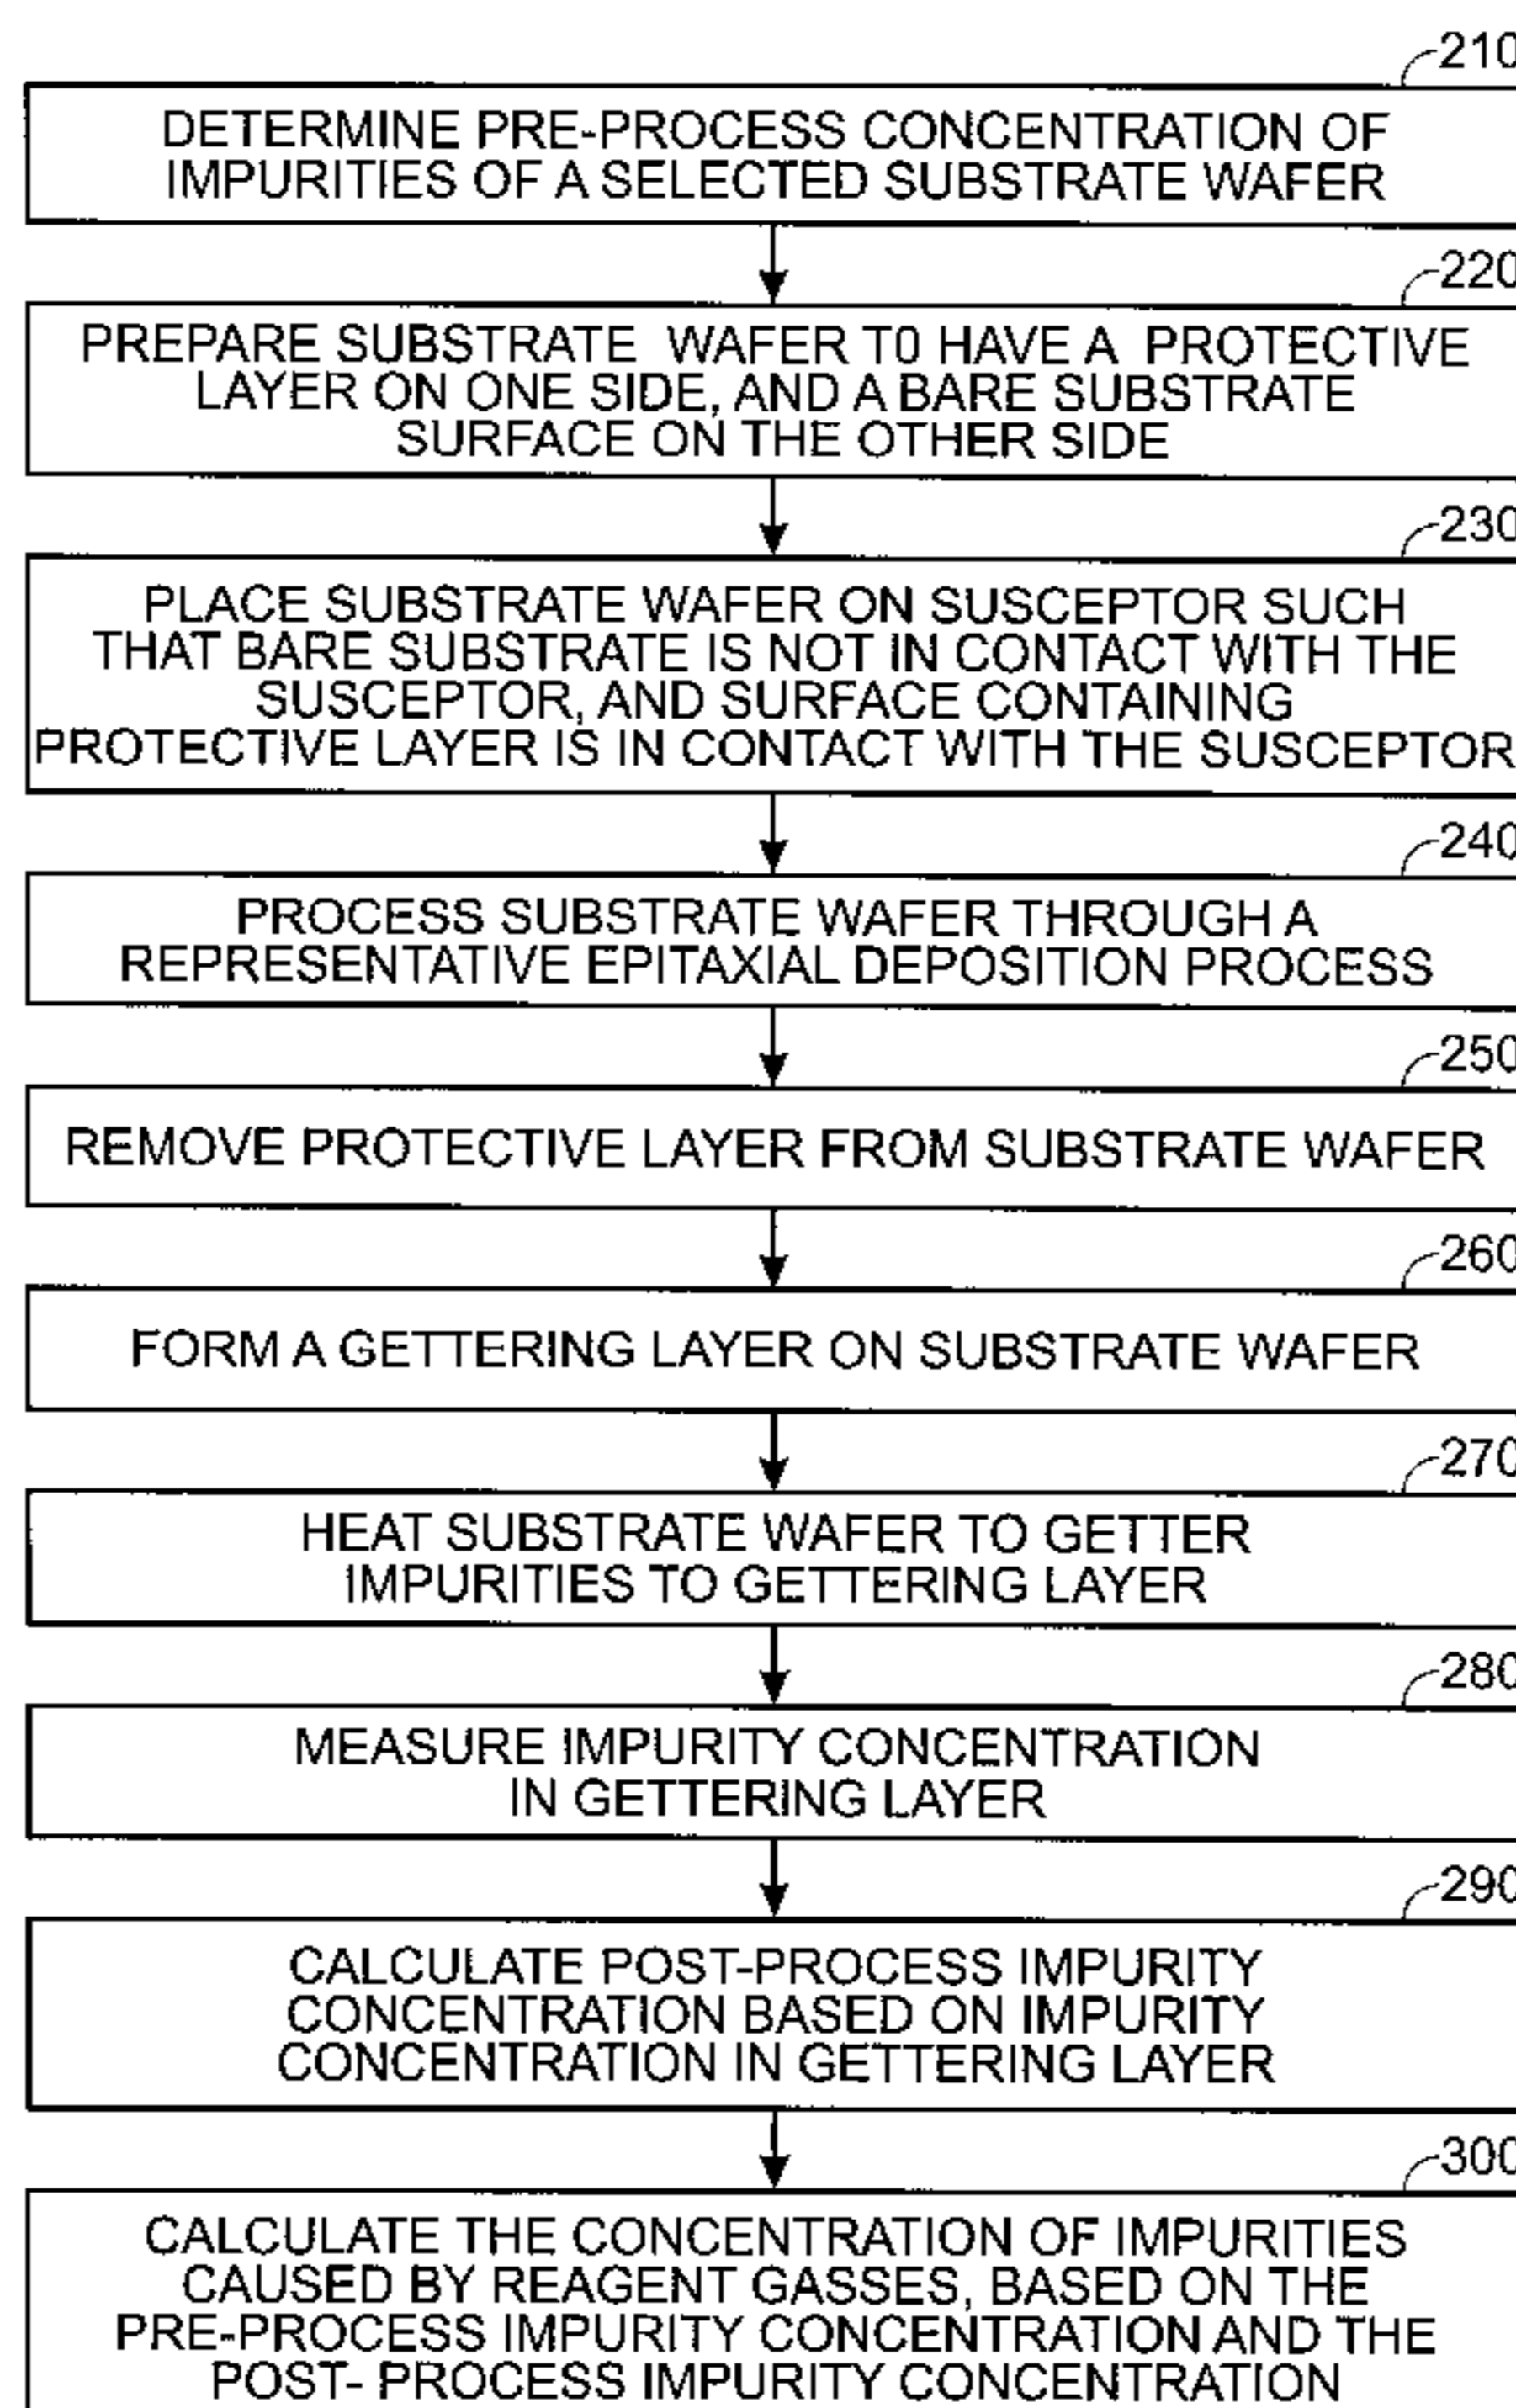 210
DETERMINE PRE-PROCESS CONCENTRATION OF
IMPURITIES OF A SELECTED SUBSTRATE WAFER
220
PREPARE SUBSTRATE WAFER T0 HAVE A PROTECTIVE
LAYER ON ONE SIDE, AND A BARE SUBSTRATE
SURFACE ON THE OTHER SIDE
230
PLACE SUBSTRATE WAFER ON SUSCEPTOR SUCH
THAT BARE SUBSTRATE IS NOT IN CONTACT WITH THE
SUSCEPTOR, AND SURFACE CONTAINING
PROTECTIVE LAYER IS IN CONTACT WITH THE SUSCEPTOR
240
PROCESS SUBSTRATE WAFER THROUGH A
REPRESENTATIVE EPITAXIAL DEPOSITION PROCESS
250
REMOVE PROTECTIVE LAYER FROM SUBSTRATE WAFER
260
FORM A GETTERING LAYER ON SUBSTRATE WAFER
270
HEAT SUBSTRATE WAFER TO GETTER
IMPURITIES TO GETTERING LAYER
280
MEASURE IMPURITY CONCENTRATION
IN GETTERING LAYER
290
CALCULATE POST-PROCESS IMPURITY
CONCENTRATION BASED ON IMPURITY
CONCENTRATION IN GETTERING LAYER
300
CALCULATE THE CONCENTRATION OF IMPURITIES
CAUSED BY REAGENT GASSES, BASED ON THE
PRE-PROCESS IMPURITY CONCENTRATION AND THE
POST- PROCESS IMPURITY CONCENTRATION